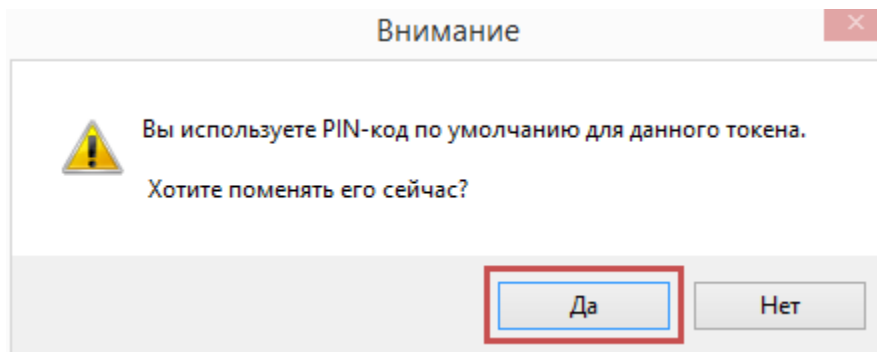 Внимание
Вы используете PIN-код по умолчанию для данного токена.
Хотите поменять его сейчас?
Да
Нет